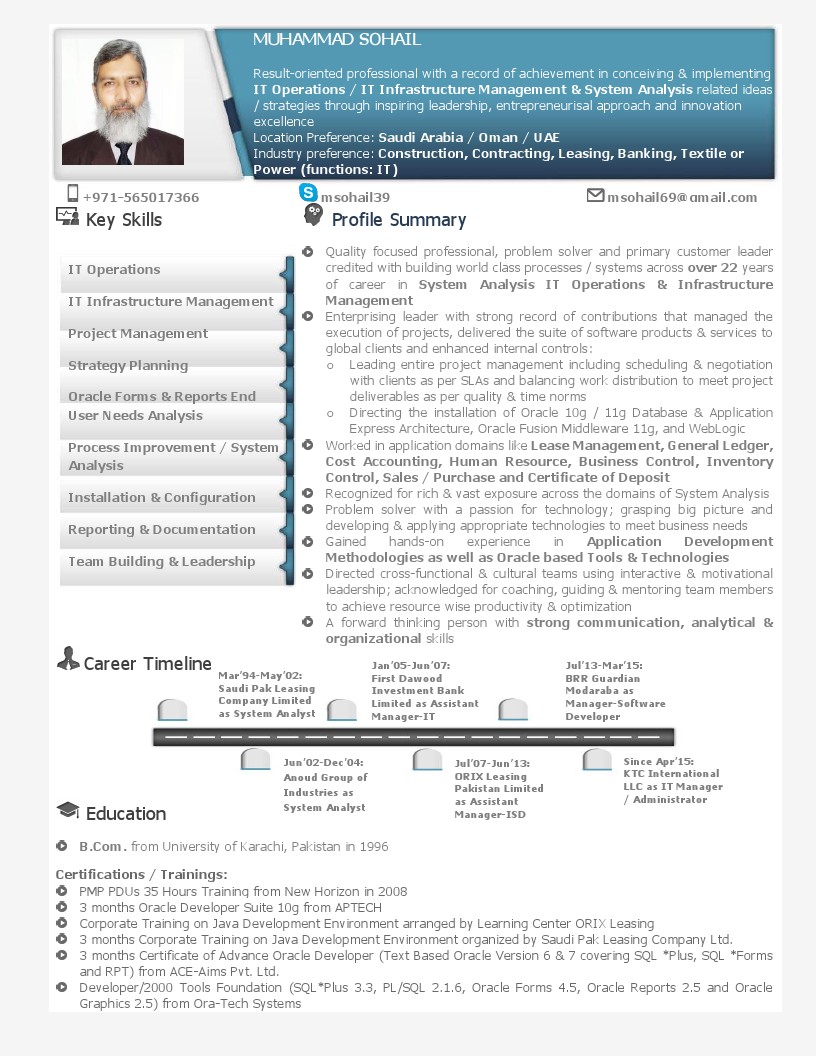 MUHAMMAD SOHAIL
Result-oriented professional with a record of achievement in conceiving & implementing
IT Operations / IT Infrastructure Management & System Analysis related ideas
/ strategies through inspiring leadership, entrepreneurisal approach and innovation
excellence
Location Preference: Saudi Arabia / Oman / UAE
Industry preference: Construction, Contracting, Leasing, Banking, Textile or
Power (functions: IT)
+971-565017366
msohail39
msohail69@gmail.com
Key Skills
IT Operations
IT Infrastructure Management
Project Management
Strategy Planning
Oracle Forms & Reports End
User Needs Analysis
Process Improvement / System
Analysis
Installation & Configuration
Reporting & Documentation
Team Building & Leadership
Profile Summary
Quality focused professional, problem solver and primary customer leader
credited with building world class processes / systems across over 22 years
of career in System Analysis IT Operations & Infrastructure
Management
Enterprising leader with strong record of contributions that managed the
execution of projects, delivered the suite of software products & services to
global clients and enhanced internal controls:
o Leading entire project management including scheduling & negotiation
with clients as per SLAs and balancing work distribution to meet project
deliverables as per quality & time norms
o Directing the installation of Oracle 10g / 11g Database & Application
Express Architecture, Oracle Fusion Middleware 11g, and WebLogic
Worked in application domains like Lease Management, General Ledger,
Cost Accounting, Human Resource, Business Control, Inventory
Control, Sales / Purchase and Certificate of Deposit
Recognized for rich & vast exposure across the domains of System Analysis
Problem solver with a passion for technology; grasping big picture and
developing & applying appropriate technologies to meet business needs
Gained hands-on experience in Application Development
Methodologies as well as Oracle based Tools & Technologies
Directed cross-functional & cultural teams using interactive & motivational
leadership; acknowledged for coaching, guiding & mentoring team members
to achieve resource wise productivity & optimization
A forward thinking person with strong communication, analytical &
organizational skills
Career Timeline
Mar’94-May’02:
Saudi Pak Leasing
Company Limited
as System Analyst
Jan’05-Jun’07:
First Dawood
Investment Bank
Limited as Assistant
Manager-IT
Jul’13-Mar’15:
BRR Guardian
Modaraba as
Manager-Software
Developer
Jun’02-Dec’04:
Anoud Group of
Industries as
System Analyst
Jul’07-Jun’13:
ORIX Leasing
Pakistan Limited
as Assistant
Manager-ISD
Since Apr’15:
KTC International
LLC as IT Manager
/ Administrator
Education
B.Com. from University of Karachi, Pakistan in 1996
Certifications / Trainings:
PMP PDUs 35 Hours Training from New Horizon in 2008
3 months Oracle Developer Suite 10g from APTECH
Corporate Training on Java Development Environment arranged by Learning Center ORIX Leasing
3 months Corporate Training on Java Development Environment organized by Saudi Pak Leasing Company Ltd.
3 months Certificate of Advance Oracle Developer (Text Based Oracle Version 6 & 7 covering SQL *Plus, SQL *Forms
and RPT) from ACE-Aims Pvt. Ltd.
Developer/2000 Tools Foundation (SQL*Plus 3.3, PL/SQL 2.1.6, Oracle Forms 4.5, Oracle Reports 2.5 and Oracle
Graphics 2.5) from Ora-Tech Systems